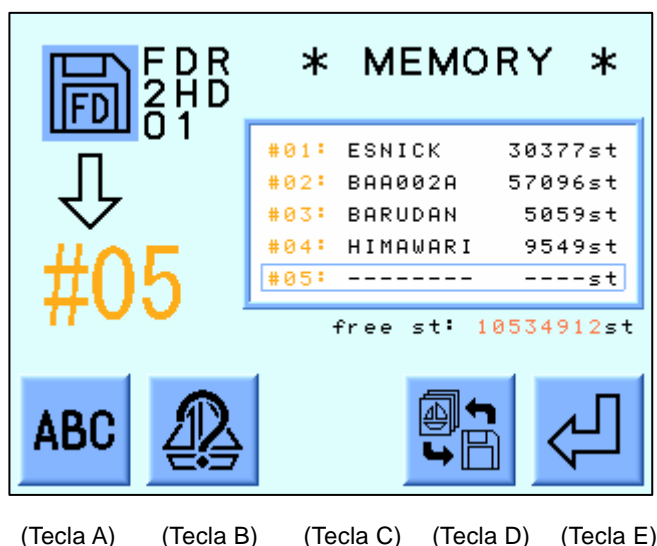 FDR
2HD
01
* MEMORY *
FD
#01: ESNICK 30377st
#02: BAA002A 57096st
#03: BARUDAN 5059st
#04: HIMAWARI 9549st
#05: -------- ----st
#05
free st: 10534912st
ABC
(Tecla A) (Tecla B) (Tecla C) (Tecla D) (Tecla E)